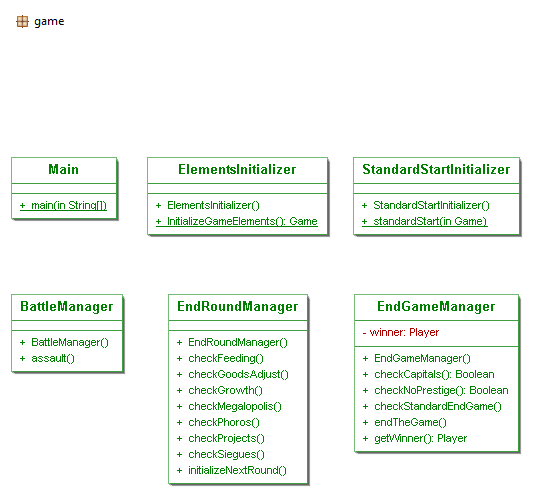 game
Main
+ main(in String[])
ElementsInitializer
+ ElementsInitializer()
+ InitializeGameElements(): Game
StandardStartInitializer
+ StandardStartInitializer()
+ standardStart(in Game)
BattleManager
+ BattleManager()
+ assault()
EndRoundManager
+ EndRoundManager()
+ checkFeeding()
+ checkGoodsAdjust()
+ checkGrowth()
+ checkMegalopolis()
+ checkPhoros()
+ checkProjects()
+ checkSiegues()
+ initializeNextRound()
EndGameManager
- winner: Player
+ EndGameManager()
+ checkCapitals(): Boolean
+ checkNoPrestige(): Boolean
+ checkStandardEndGame()
+ endTheGame()
+ getWinner(): Player